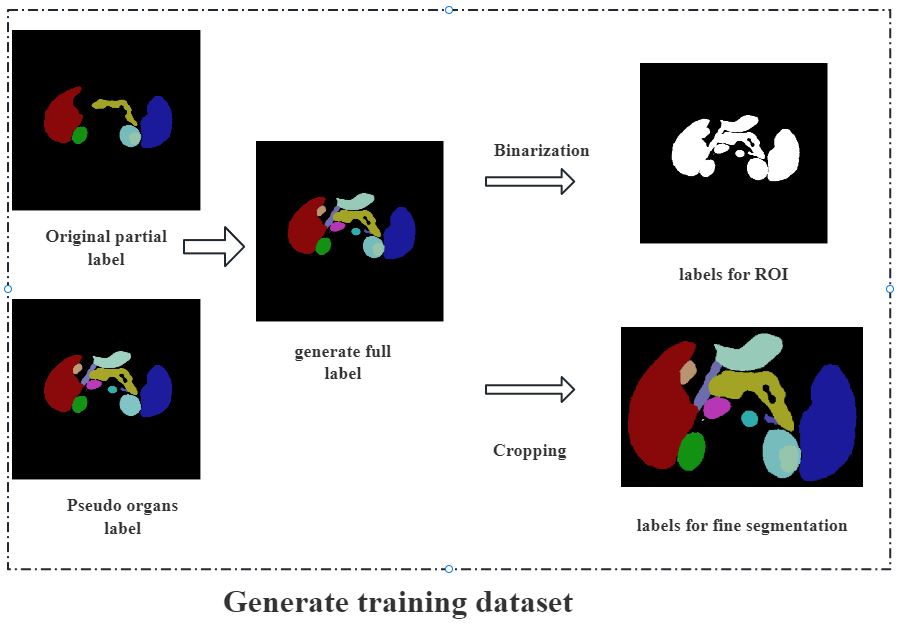 Original partial
label
Pseudo organs
label
generate full
label
Binarization
labels for ROI
Cropping
labels for fine segmentation
Generate training dataset